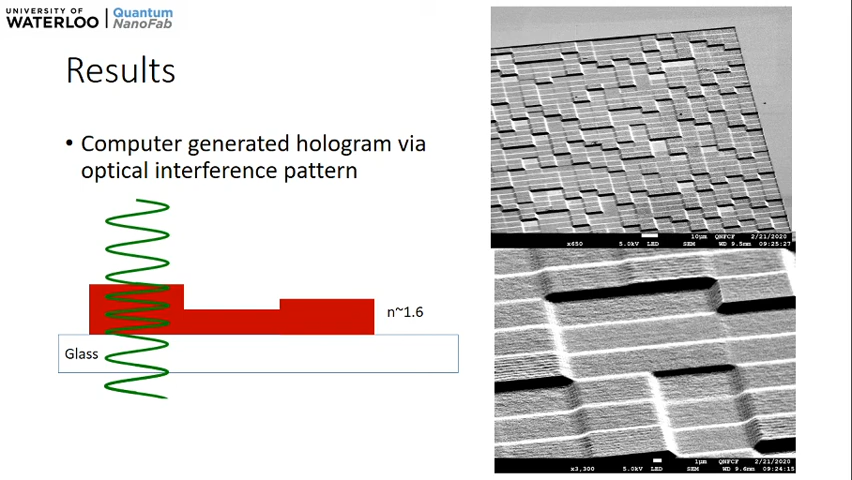 UNIVERSITY OF
WATERLOO
Quantum
NanoFab
Results
• Computer generated hologram via
optical interference pattern
n~1.6
Glass
10μm QNFCF 2/21/2020
x650 5.0kV LED SEM WD 9.5mm 09:25:27
1μm QNFCF 2/21/2020
x3,300 5.0kV LED SEM WD 9.6mm 09:24:15